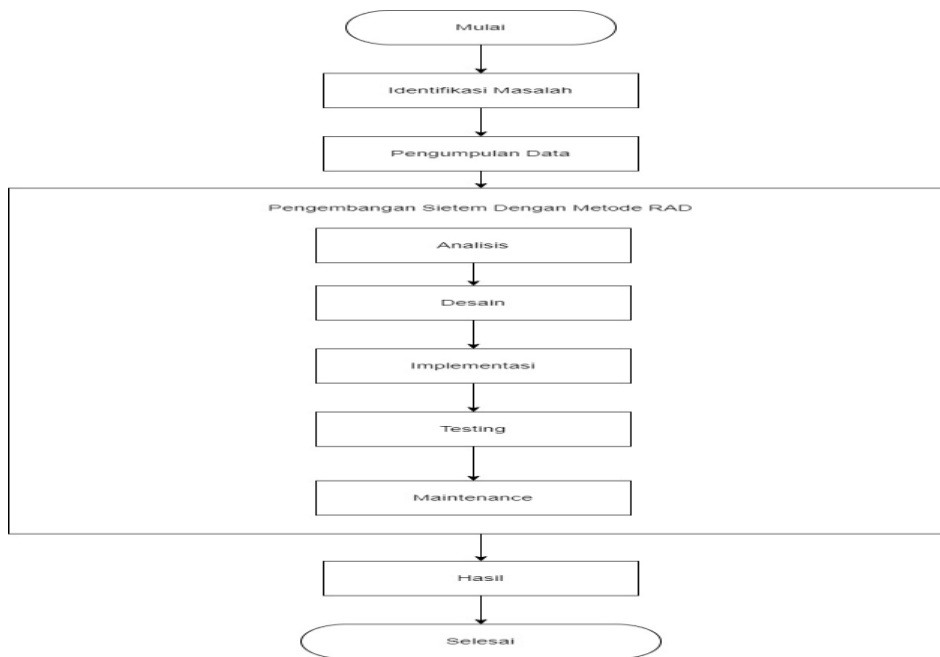 Mulai
Identifikasi Masalah
Pengumpulan Data
Pengembangan Sietem Dengan Metode RAD
Analisis
Desain
Implementasi
Testing
Maintenance
Hasil
Selesai